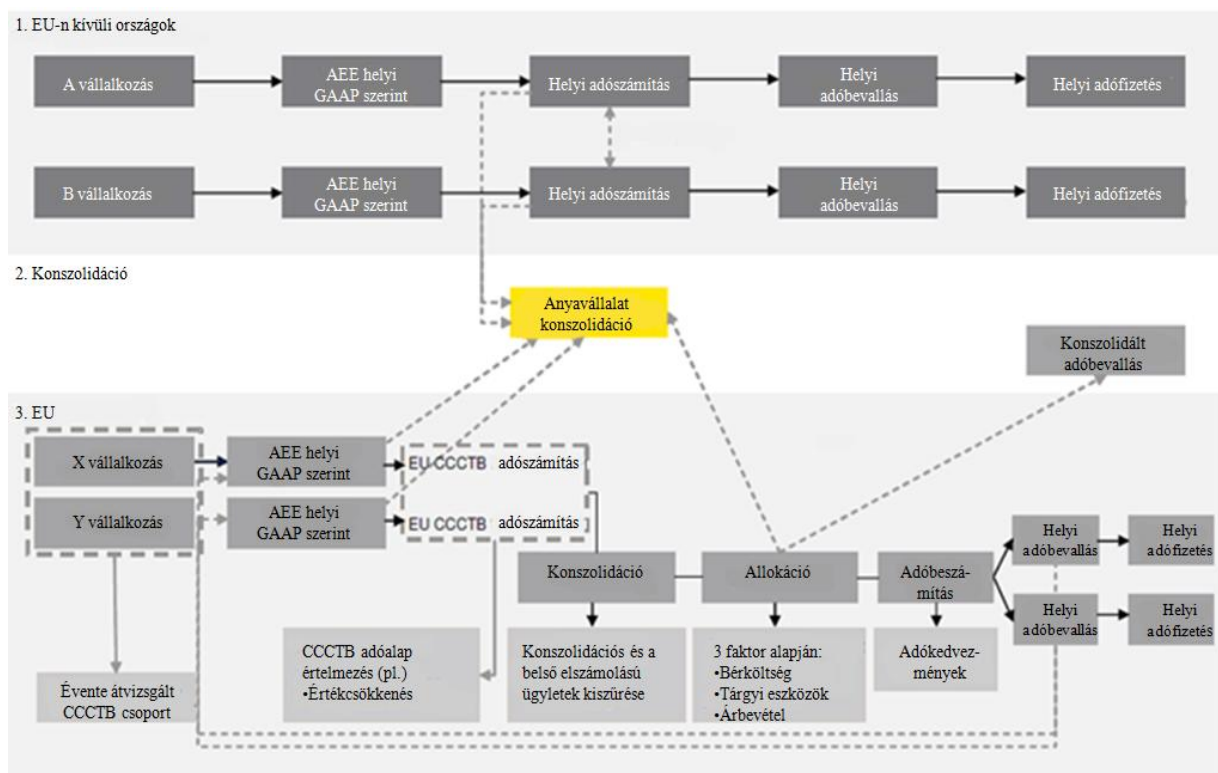 1. EU-n kívüli országok
A vállalkozás
AEE helyi
GAAP szerint
Helyi adószámítás
Helyi
adóbevallás
Helyi adófizetés
B vállalkozás
AEE helyi
GAAP szerint
Helyi adószámítás
Helyi
adóbevallás
Helyi adófizetés
2. Konszolidáció
Anyavállalat
konszolidáció
Konszolidált
adóbevallás
3. EU
X vállalkozás
AEE helyi
GAAP szerint
EU CCCTB adószámítás
Y vállalkozás
AEE helyi
GAAP szerint
EU CCCTB adószámítás
Konszolidáció
Allokáció
Adóbeszá-
mítás
Helyi
adóbevallás
Helyi
adófizetés
Helyi
adóbevallás
Helyi
adófizetés
Évente átvizsgált
CCCTB csoport
CCCTB adóalap
értelmezés (pl.)
•Értékcsökkenés
Konszolidációs és a
belső elszámolású
ügyletek kiszűrése
3 faktor alapján:
•Bérköltség
•Tárgyi eszközök
•Árbevétel
Adókedvez-
mények